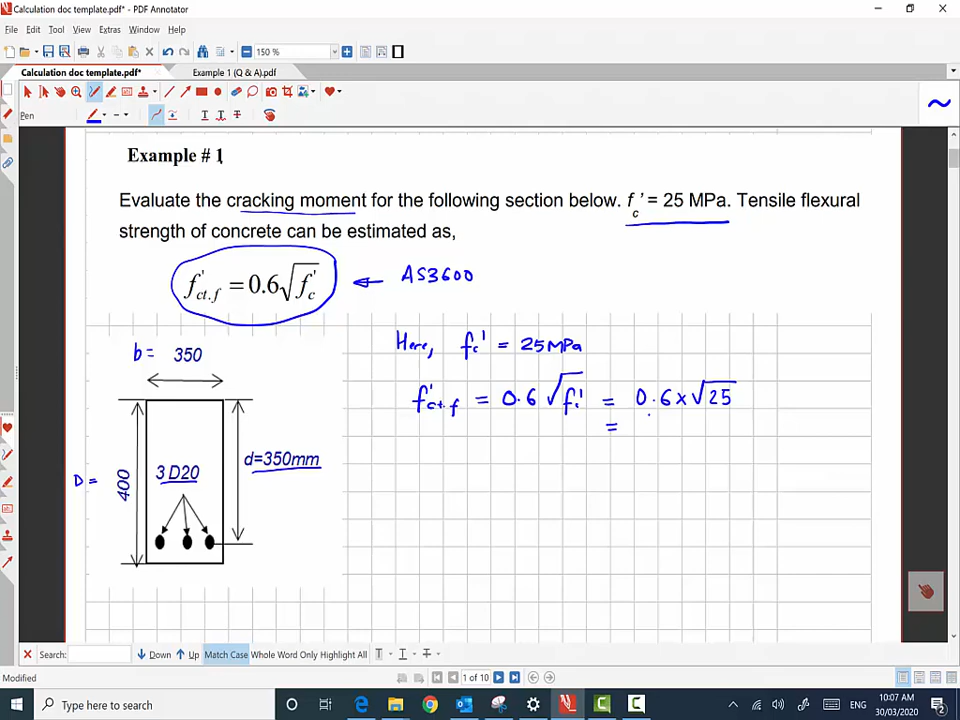 Calculation doc template.pdf* - PDF Annotator
File Edit Tool View Extras Window Help
150 %
Calculation doc template.pdf* Example 1 (Q & A).pdf
Pen
Example # 1
Evaluate the cracking moment for the following section below. fc' = 25 MPa. Tensile flexural
strength of concrete can be estimated as,
f'ct.f = 0.6√f'c ← AS3600
b = 350
Here, fc' = 25MPa
f'ct.f = 0.6 √fc' = 0.6 x √25
=
D = 400
3 D20
d=350mm
Search: Down Up Match Case Whole Word Only Highlight All
Modified
1 of 10
Type here to search
ENG
10:07 AM
30/03/2020
2